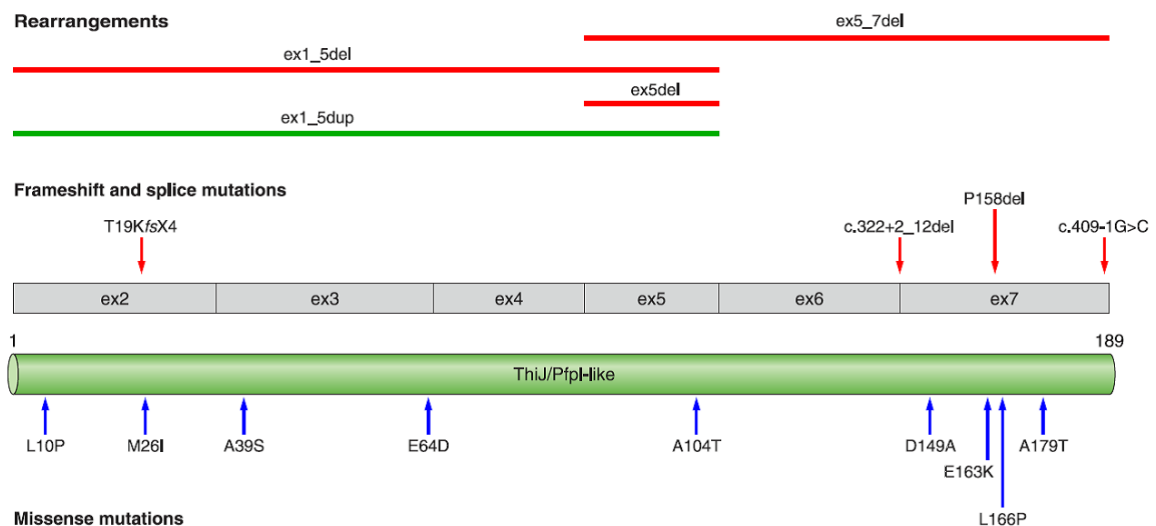 Rearrangements
ex5_7del
ex1_5del
ex5del
ex1_5dup
Frameshift and splice mutations
P158del
T19KfsX4
c.322+2_12del
c.409-1G>C
ex2 ex3 ex4 ex5 ex6 ex7
1 189
ThiJ/PfpI-like
L10P M26I A39S E64D A104T D149A A179T
E163K
L166P
Missense mutations